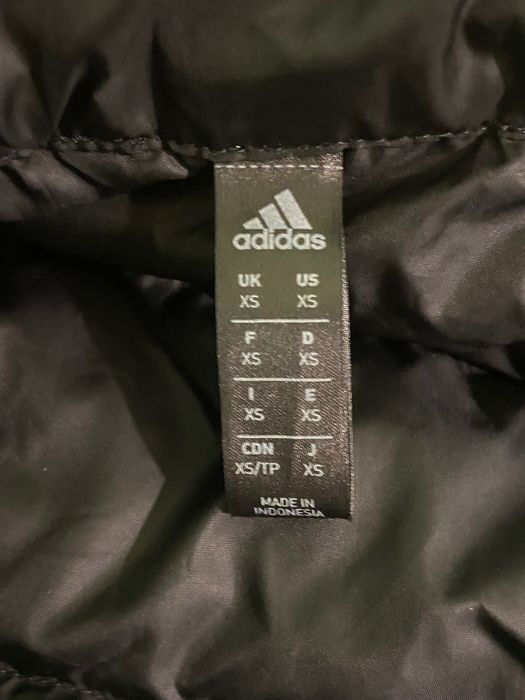 adidas
UK US
XS XS
F D
XS XS
I E
XS XS
CDN J
XS/TP XS
MADE IN
INDONESIA